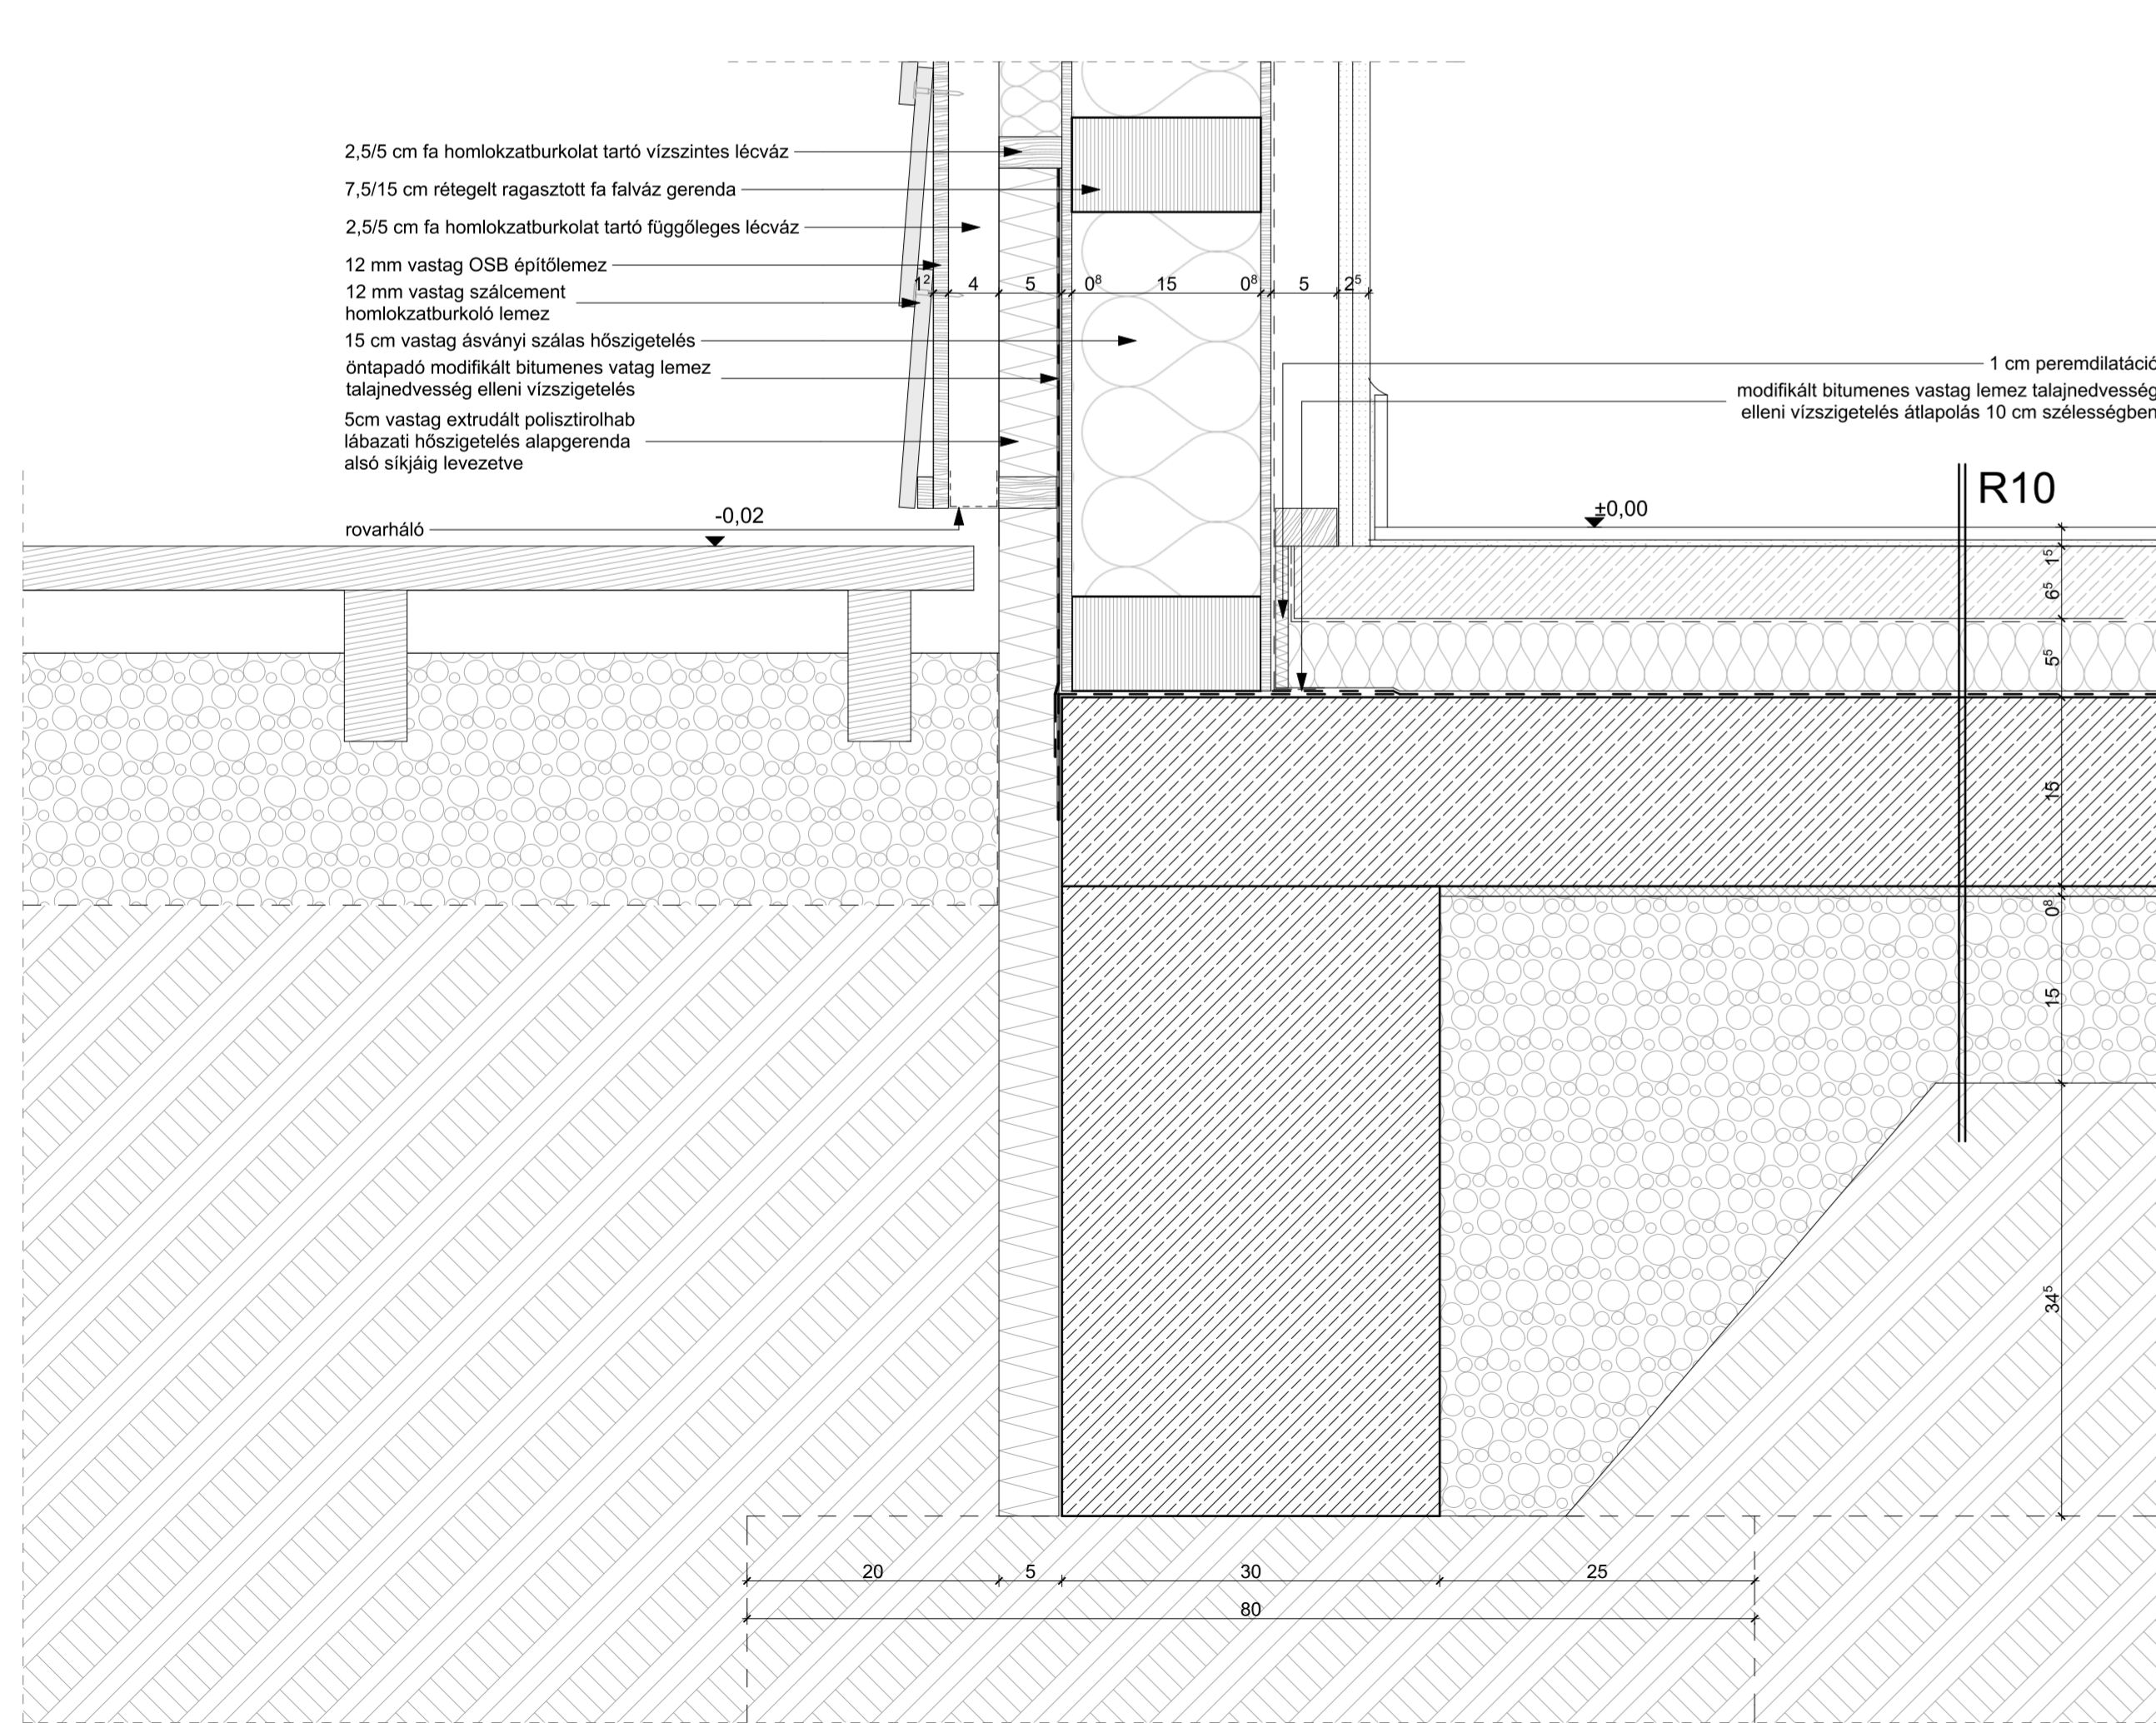 2,5/5 cm fa homlokzatburkolat tartó vízszintes lécváz
7,5/15 cm rétegelt ragasztott fa falváz gerenda
2,5/5 cm fa homlokzatburkolat tartó függőleges lécváz
12 mm vastag OSB építőlemez
12 mm vastag szálcement
homlokzatburkoló lemez
15 cm vastag ásványi szálas hőszigetelés
öntapadó modifikált bitumenes vatag lemez
talajnedvesség elleni vízszigetelés
5cm vastag extrudált polisztirolhab
lábazati hőszigetelés alapgerenda
alsó síkjáig levezetve
rovarháló
-0,02
1² 4 5 0⁸ 15 0⁸ 5 2⁵
1 cm peremdilatáció
modifikált bitumenes vastag lemez talajnedvesség
elleni vízszigetelés átlapolás 10 cm szélességben
R10
±0,00
1⁵
6⁵
5⁵
15
0⁸
15
34⁵
20 5 30 25
80